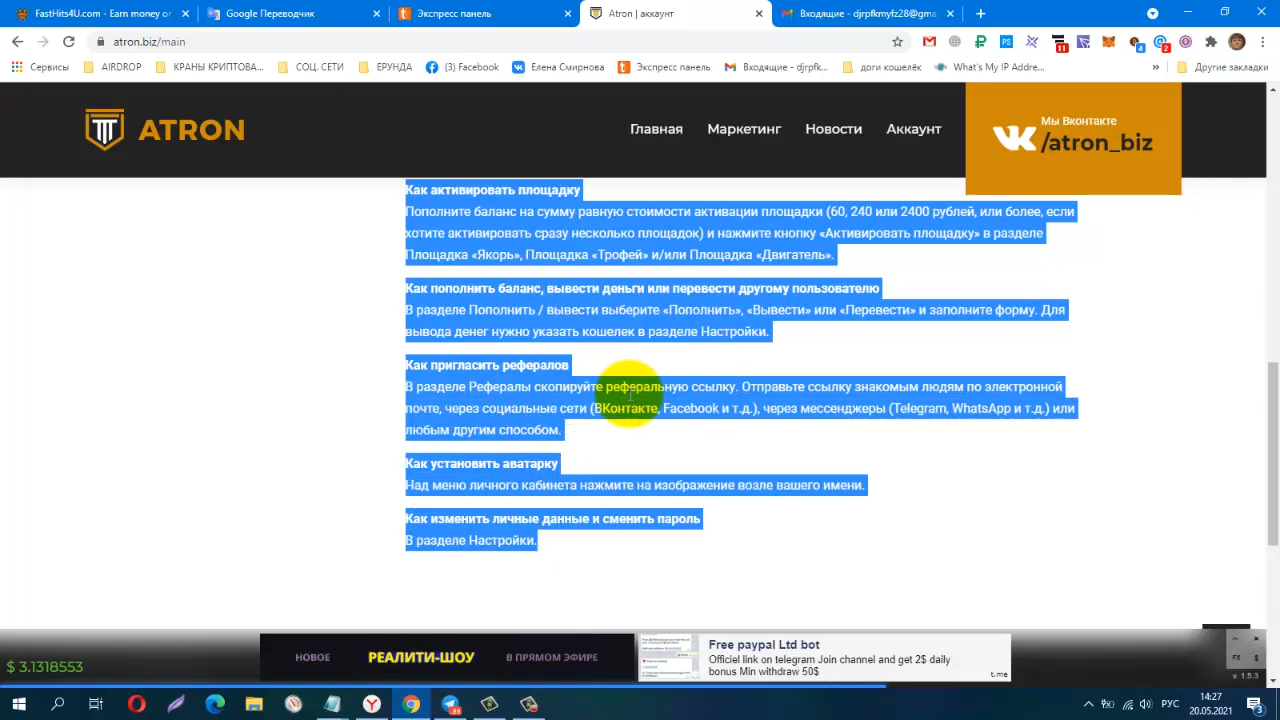 FastHits4U.com - Earn money or
Google Переводчик
Экспресс панель
Atron | аккаунт
Входящие - djrpfkmyfz28@gma
atron.biz/main
11
4
2
Сервисы
AIRDROP
КРАНЫ КРИПТОВА...
СОЦ. СЕТИ
ЕРУНДА
(3) Facebook
Елена Смирнова
Экспресс панель
Входящие - djrpfk...
доги кошелёк
What's My IP Addre...
»
Другие закладки
ATRON
Главная
Маркетинг
Новости
Аккаунт
Мы Вконтакте
/atron_biz
Как активировать площадку
Пополните баланс на сумму равную стоимости активации площадки (60, 240 или 2400 рублей, или более, если
хотите активировать сразу несколько площадок) и нажмите кнопку «Активировать площадку» в разделе
Площадка «Якорь», Площадка «Трофей» и/или Площадка «Двигатель».
Как пополнить баланс, вывести деньги или перевести другому пользователю
В разделе Пополнить / вывести выберите «Пополнить», «Вывести» или «Перевести» и заполните форму. Для
вывода денег нужно указать кошелек в разделе Настройки.
Как пригласить рефералов
В разделе Рефералы скопируйте реферальную ссылку. Отправьте ссылку знакомым людям по электронной
почте, через социальные сети (ВКонтакте, Facebook и т.д.), через мессенджеры (Telegram, WhatsApp и т.д.) или
любым другим способом.
Как установить аватарку
Над меню личного кабинета нажмите на изображение возле вашего имени.
Как изменить личные данные и сменить пароль
В разделе Настройки.
$ 3.1318553
НОВОЕ
РЕАЛИТИ-ШОУ
В ПРЯМОМ ЭФИРЕ
Free paypal Ltd bot
Officiel link on telegram Join channel and get 2$ daily
bonus Min withdraw 50$
t.me
FX
$
v. 1.5.3
РУС
14:27
20.05.2021
3